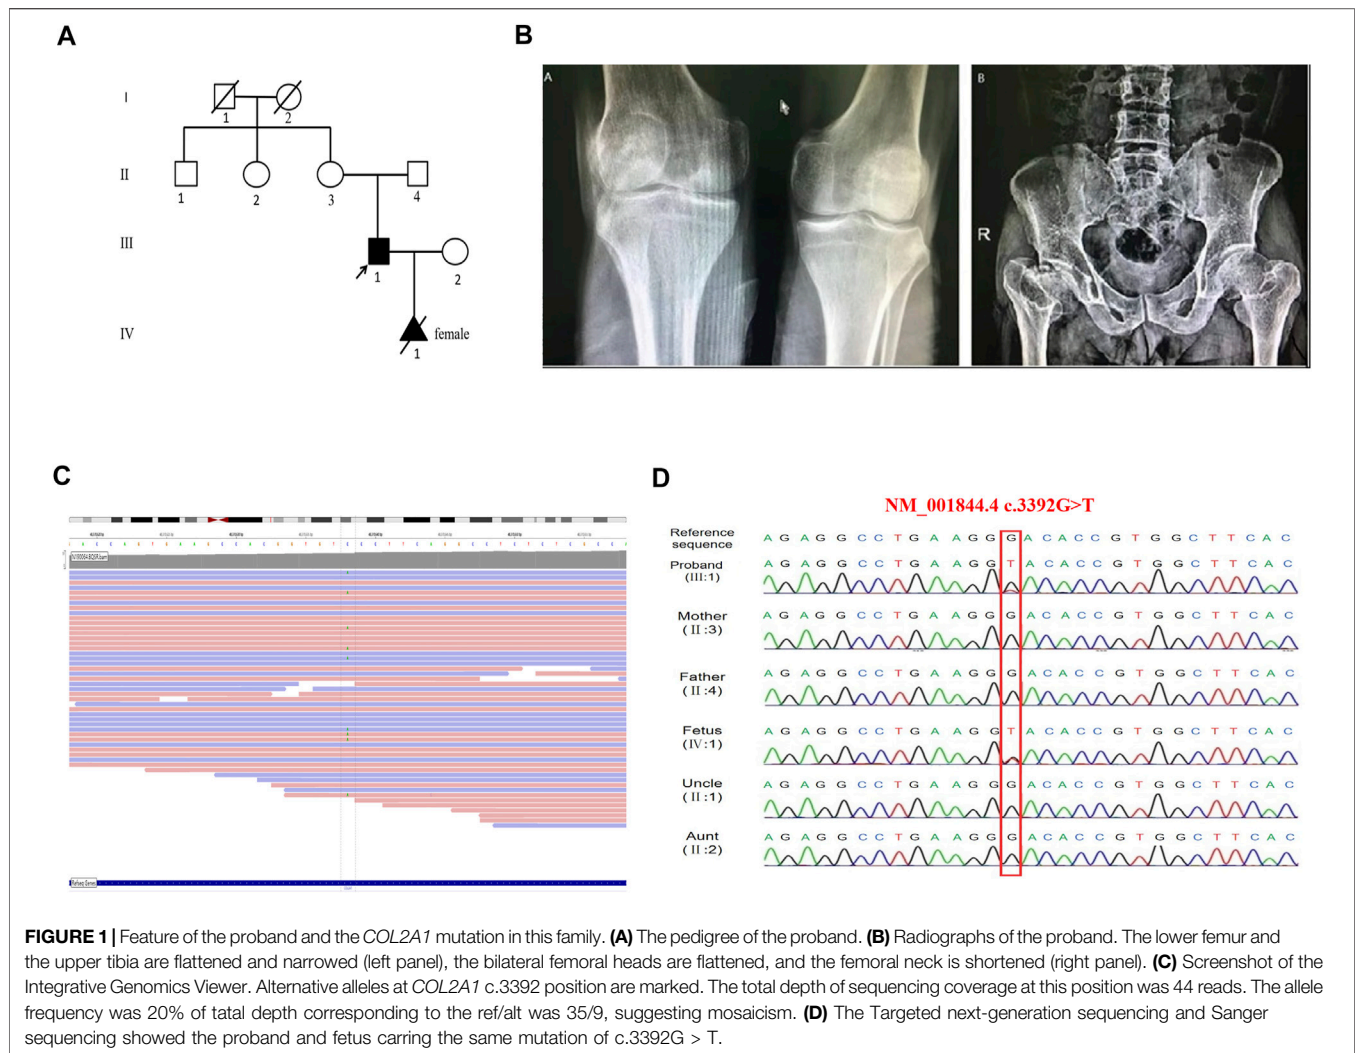 A
B
I
1
2
II
1
2
3
4
III
1
2
IV
1
female
A
B
R
C
D
NM_001844.4 c.3392G>T
Reference sequence
A G A G G C C T G A A G G G A C A C C G T G G C T T C A C
Proband
(III:1)
A G A G G C C T G A A G G T A C A C C G T G G C T T C A C
Mother
(II:3)
A G A G G C C T G A A G G G A C A C C G T G G C T T C A C
Father
(II:4)
A G A G G C C T G A A G G G A C A C C G T G G C T T C A C
Fetus
(IV:1)
A G A G G C C T G A A G G T A C A C C G T G G C T T C A C
Uncle
(II:1)
A G A G G C C T G A A G G G A C A C C G T G G C T T C A C
Aunt
(II:2)
A G A G G C C T G A A G G G A C A C C G T G G C T T C A C
FIGURE 1 | Feature of the proband and the COL2A1 mutation in this family. (A) The pedigree of the proband. (B) Radiographs of the proband. The lower femur and
the upper tibia are flattened and narrowed (left panel), the bilateral femoral heads are flattened, and the femoral neck is shortened (right panel). (C) Screenshot of the
Integrative Genomics Viewer. Alternative alleles at COL2A1 c.3392 position are marked. The total depth of sequencing coverage at this position was 44 reads. The allele
frequency was 20% of tatal depth corresponding to the ref/alt was 35/9, suggesting mosaicism. (D) The Targeted next-generation sequencing and Sanger
sequencing showed the proband and fetus carring the same mutation of c.3392G > T.